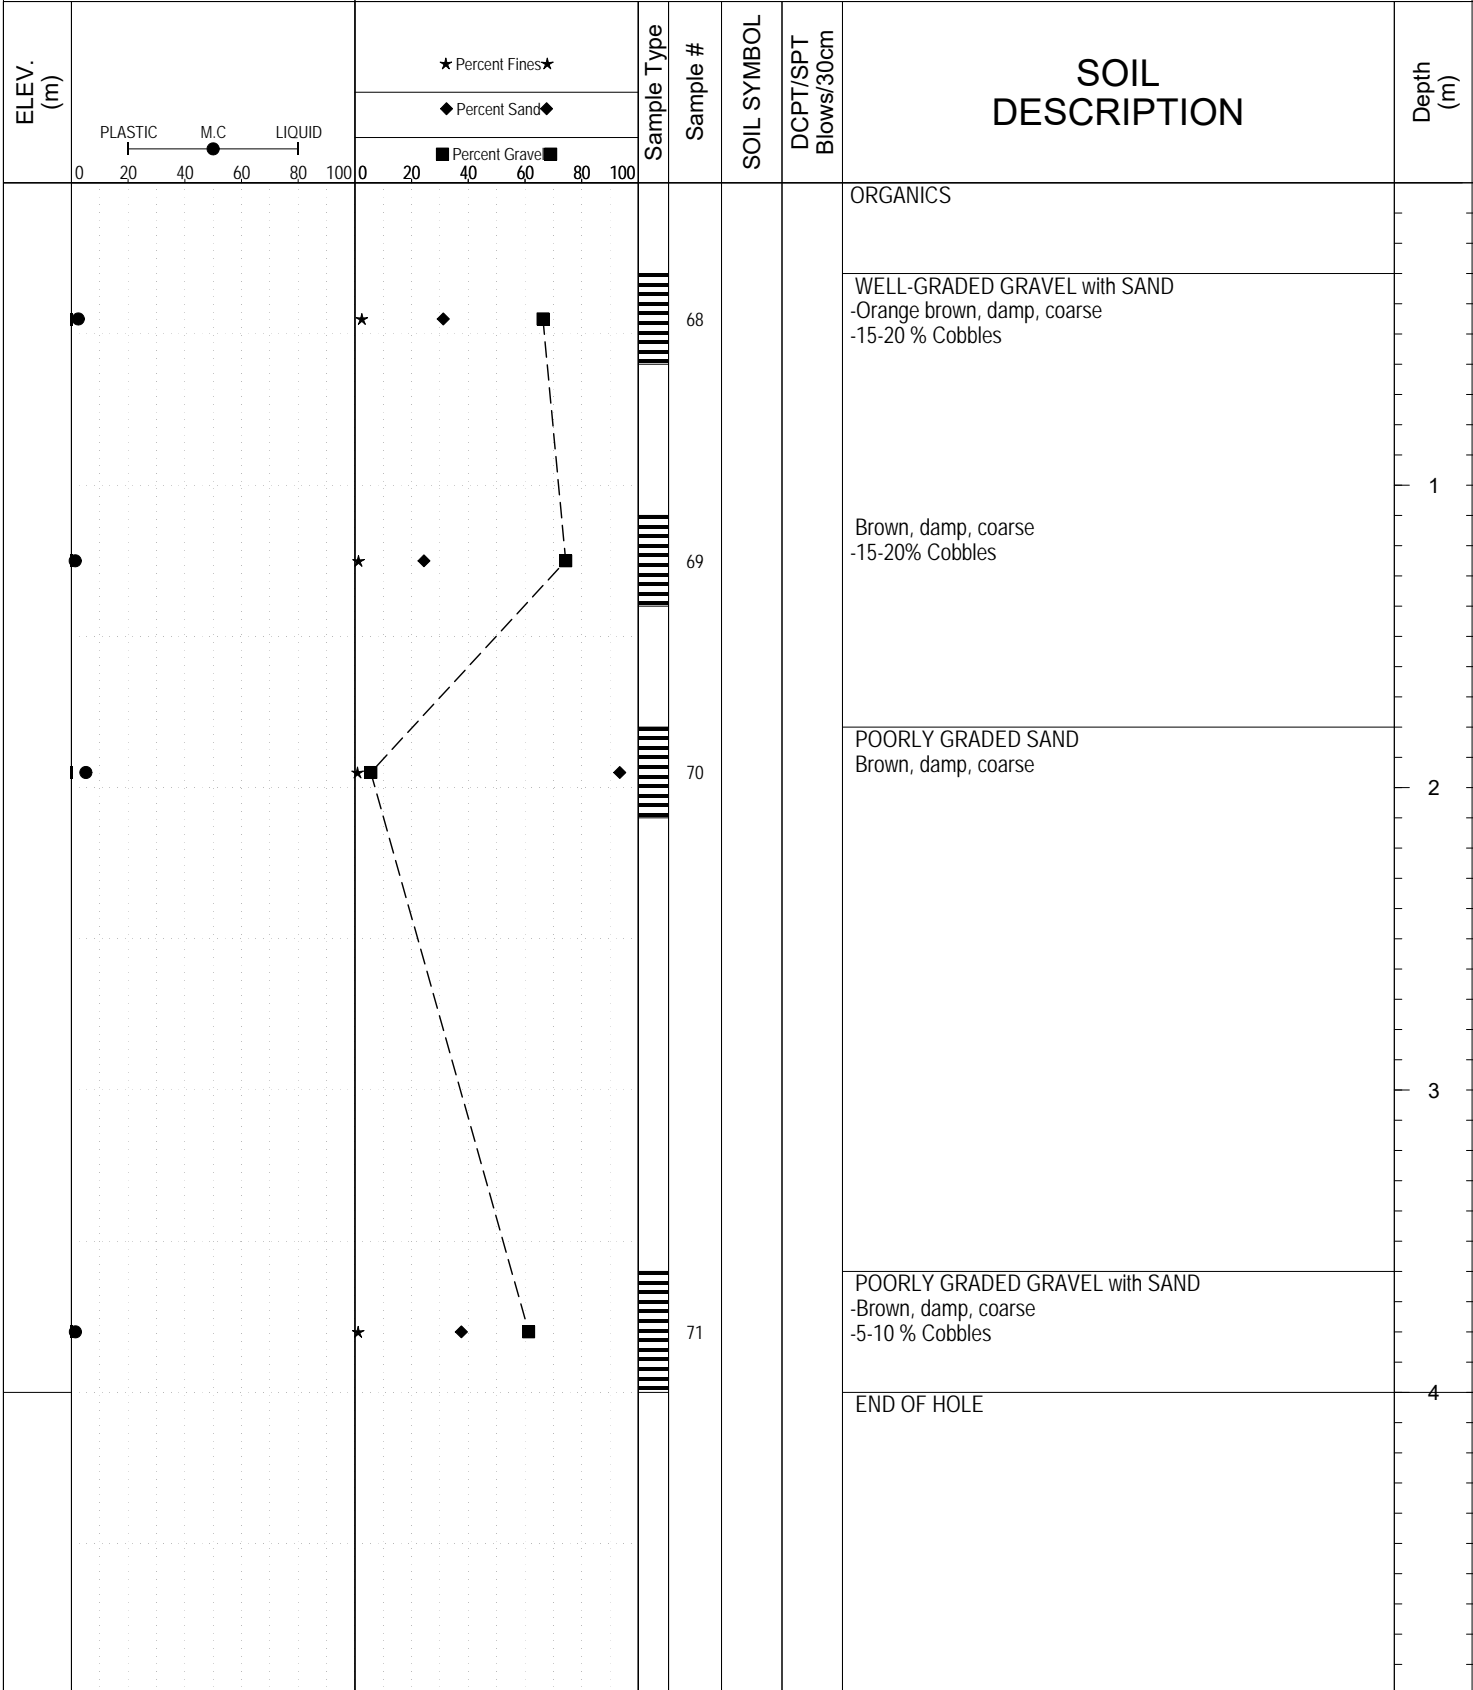 ELEV.
(m)
PLASTIC M.C LIQUID
0 20 40 60 80 100
★ Percent Fines ★
◆ Percent Sand ◆
■ Percent Gravel ■
0 20 40 60 80 100
Sample Type
Sample #
SOIL SYMBOL
DCPT/SPT
Blows/30cm
SOIL
DESCRIPTION
Depth
(m)
ORGANICS
WELL-GRADED GRAVEL with SAND
-Orange brown, damp, coarse
-15-20 % Cobbles
68
1
Brown, damp, coarse
-15-20% Cobbles
69
POORLY GRADED SAND
Brown, damp, coarse
70
2
3
POORLY GRADED GRAVEL with SAND
-Brown, damp, coarse
-5-10 % Cobbles
71
4
END OF HOLE